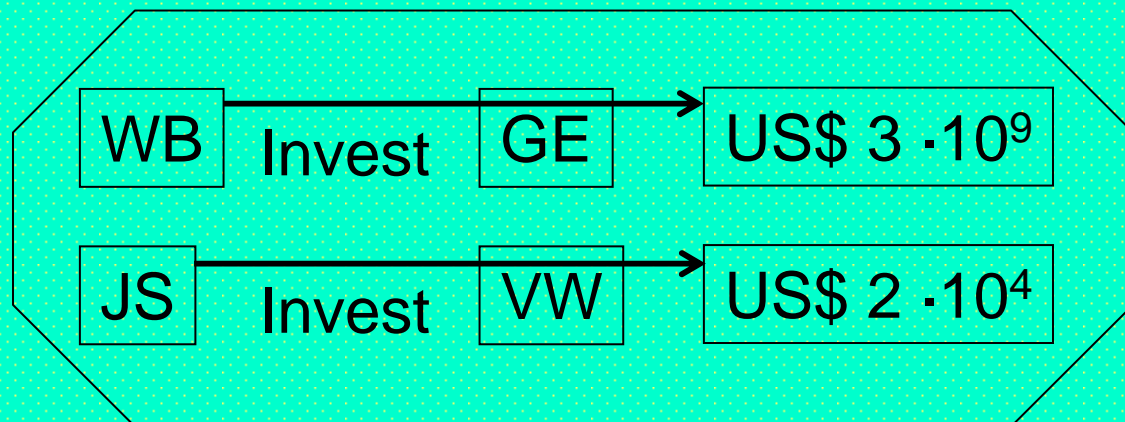 WB Invest GE US$ 3 ·10⁹
JS Invest VW US$ 2 ·10⁴